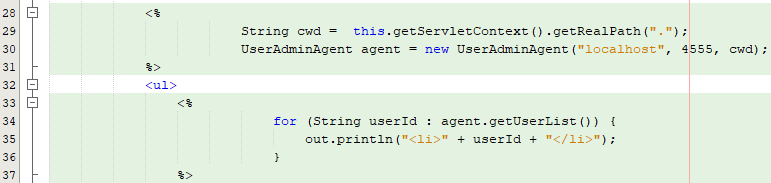 28 <%
29 String cwd = this.getServletContext().getRealPath(".");
30 UserAdminAgent agent = new UserAdminAgent("localhost", 4555, cwd);
31 %>
32 <ul>
33 <%
34 for (String userId : agent.getUserList()) {
35 out.println("<li>" + userId + "</li>");
36 }
37 %>